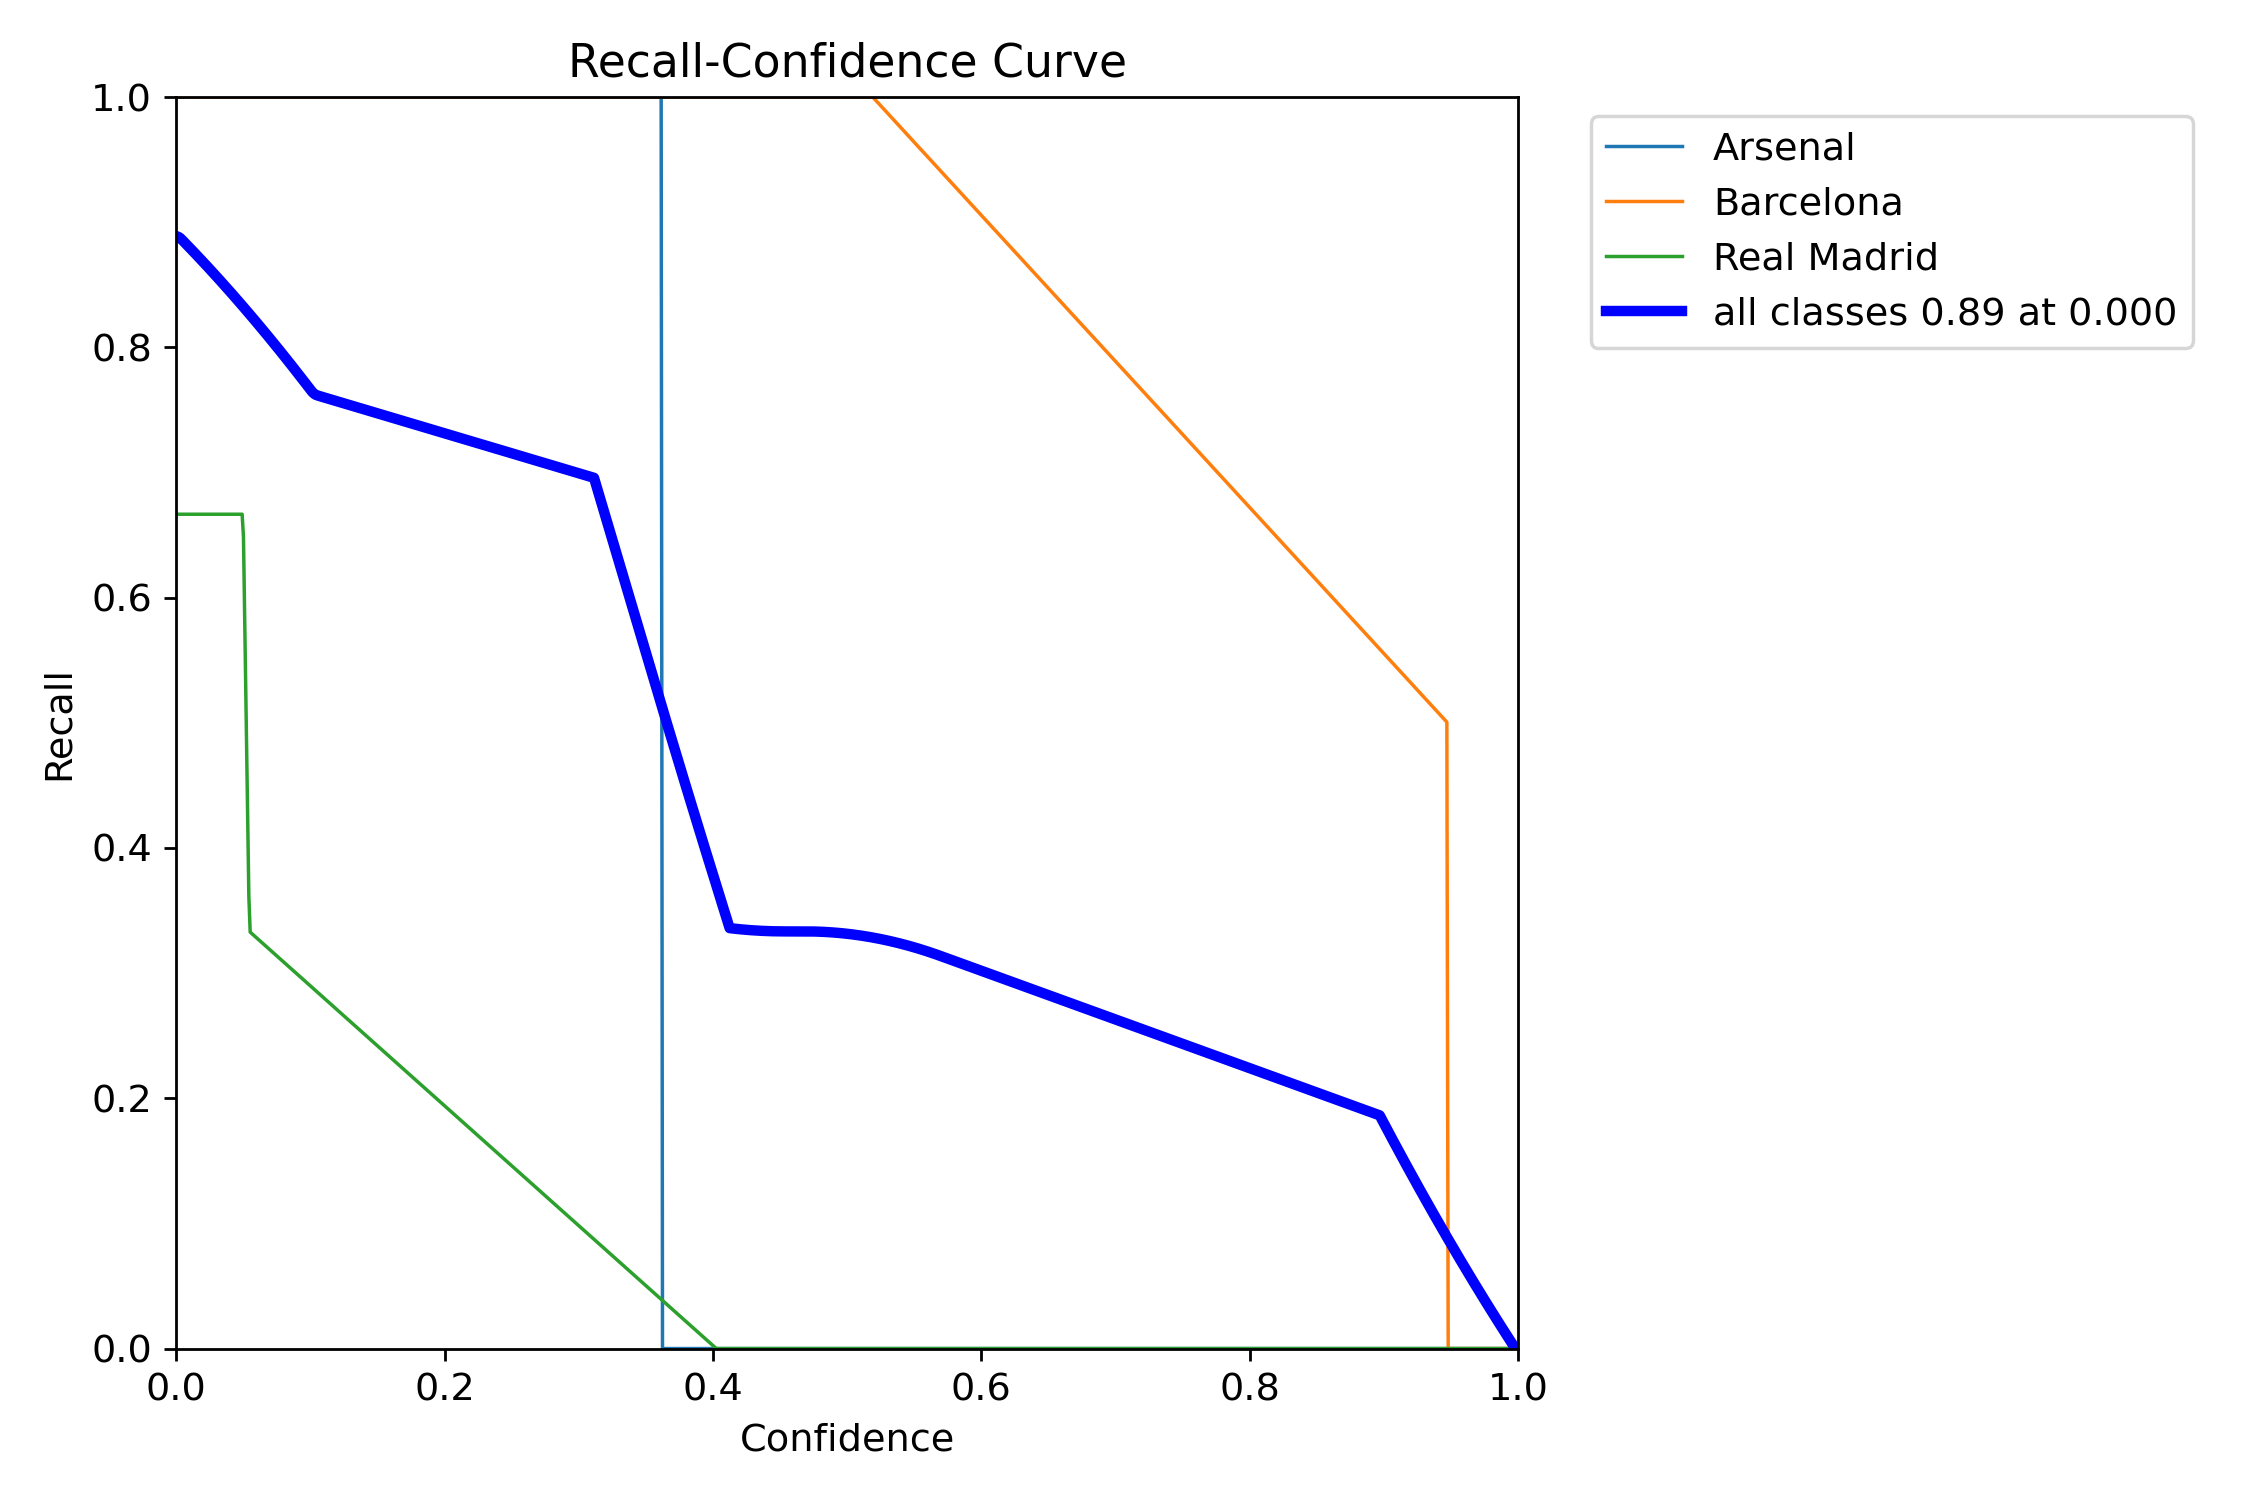 Recall-Confidence Curve
1.0
0.8
0.6
0.4
0.2
0.0
Recall
0.0 0.2 0.4 0.6 0.8 1.0
Confidence
Arsenal
Barcelona
Real Madrid
all classes 0.89 at 0.000